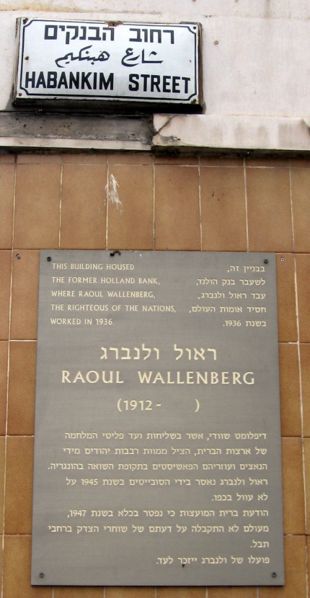 רחוב הבנקים
شارع هبنكيم
HABANKIM STREET
THIS BUILDING HOUSED
THE FORMER HOLLAND BANK,
WHERE RAOUL WALLENBERG,
THE RIGHTEOUS OF THE NATIONS,
WORKED IN 1936.
בבניין זה,
לשעבר בנק הולנד,
עבד ראול ולנברג,
חסיד אומות העולם,
בשנת 1936.
ראול ולנברג
RAOUL WALLENBERG
(1912- )
דיפלומט שוודי, אשר בשליחות ועד פליטי המלחמה
של ארצות הברית, הציל ממוות רבבות יהודים מידי
הנאצים ועוזריהם הפאשיסטים בתקופת השואה בהונגריה.
ראול ולנברג נאסר בידי הסובייטים בשנת 1945 על
לא עוול בכפו.
הודעת ברית המועצות כי נפטר בכלא בשנת 1947,
מעולם לא התקבלה על דעתם של שוחרי הצדק ברחבי
תבל.
פועלו של ולנברג ייזכר לעד.